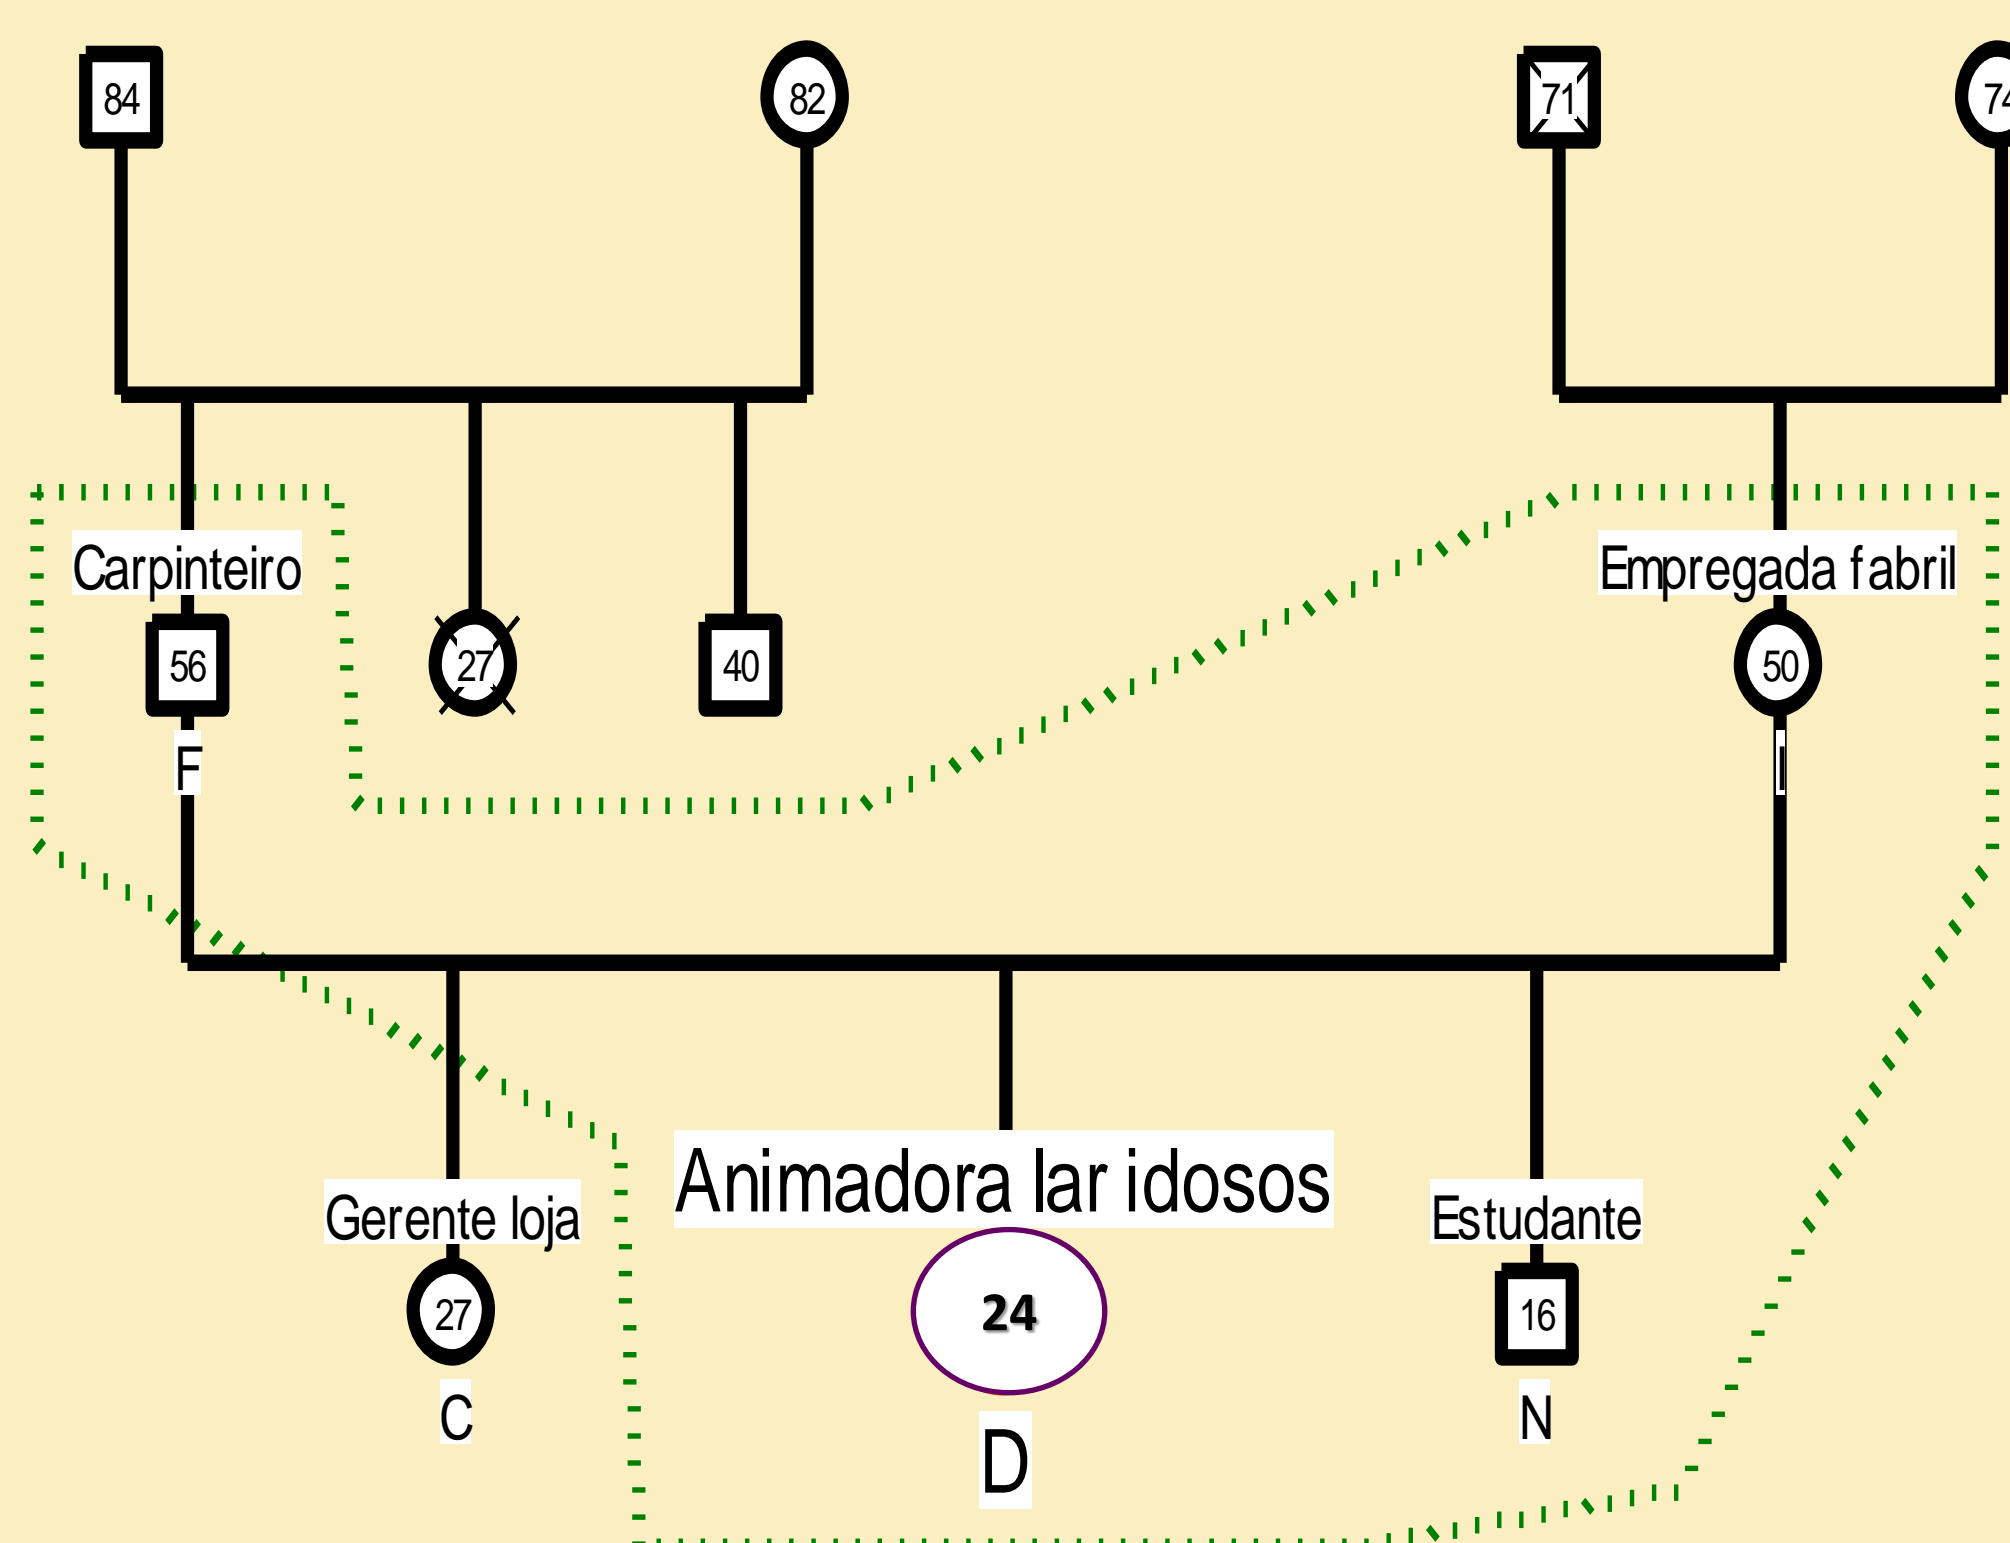 84 82 71 74
Carpinteiro Empregada fabril
56 27 40 50
F I
Animadora lar idosos
Gerente loja Estudante
27 24 16
C N
D